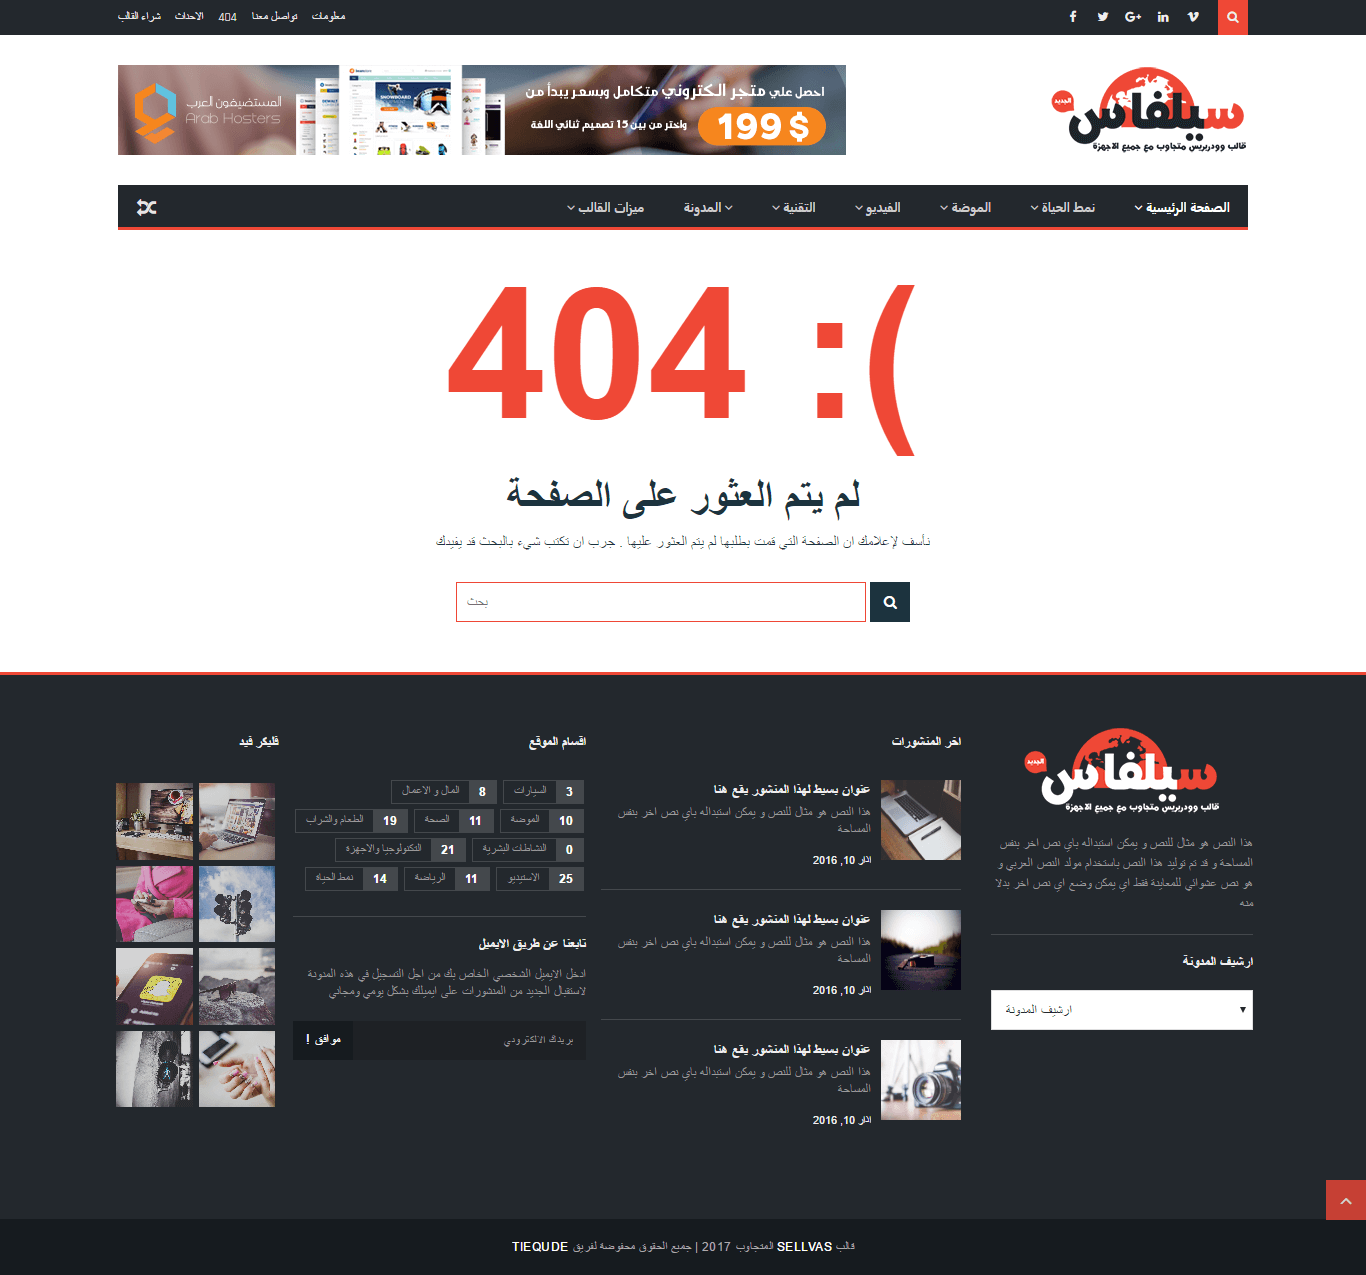 معلومات
تواصل معنا
404
الاحداث
شراء القالب
سيلفاس
الجديد
قالب ووردبريس متجاوب مع جميع الاجهزة
احصل علي متجر الكتروني متكامل وبسعر يبدأ من
199 $
واختر من بين 15 تصميم ثنائي اللغة
المستضيفون العرب
Arab Hosters
الصفحة الرئيسية
نمط الحياة
الموضة
الفيديو
التقنية
المدونة
ميزات القالب
404 :(
لم يتم العثور على الصفحة
نأسف لإعلامك ان الصفحة التي قمت بطلبها لم يتم العثور عليها . جرب ان تكتب شيء بالبحث قد يفيدك
بحث
سيلفاس
الجديد
قالب ووردبريس متجاوب مع جميع الاجهزة
هذا النص هو مثال للنص و يمكن استبداله باي نص اخر بنفس
المساحة و قد تم توليد هذا النص باستخدام مولد النص العربي و
هو نص عشوائي للمعاينة فقط اي يمكن وضع اي نص اخر بدلا
منه
ارشيف المدونة
ارشيف المدونة
اخر المنشورات
عنوان بسيط لهذا المنشور يقع هنا
هذا النص هو مثال للنص و يمكن استبداله باي نص اخر بنفس
المساحة
اذار 10, 2016
عنوان بسيط لهذا المنشور يقع هنا
هذا النص هو مثال للنص و يمكن استبداله باي نص اخر بنفس
المساحة
اذار 10, 2016
عنوان بسيط لهذا المنشور يقع هنا
هذا النص هو مثال للنص و يمكن استبداله باي نص اخر بنفس
المساحة
اذار 10, 2016
اقسام الموقع
3 السيارات
8 المال و الاعمال
10 الموضة
11 الصحة
19 الطعام والشراب
0 النشاطات البشرية
21 التكنولوجيا والاجهزة
25 الاستيديو
11 الرياضة
14 نمط الحياة
تابعنا عن طريق الايميل
ادخل الايميل الشخصي الخاص بك من اجل التسجيل في هذه المدونة
لاستقبال الجديد من المنشورات على ايميلك بشكل يومي ومجاني
بريدك الالكتروني
موافق !
فليكر فيد
قالب SELLVAS المتجاوب 2017 | جميع الحقوق محفوضة لفريق TIEQUDE